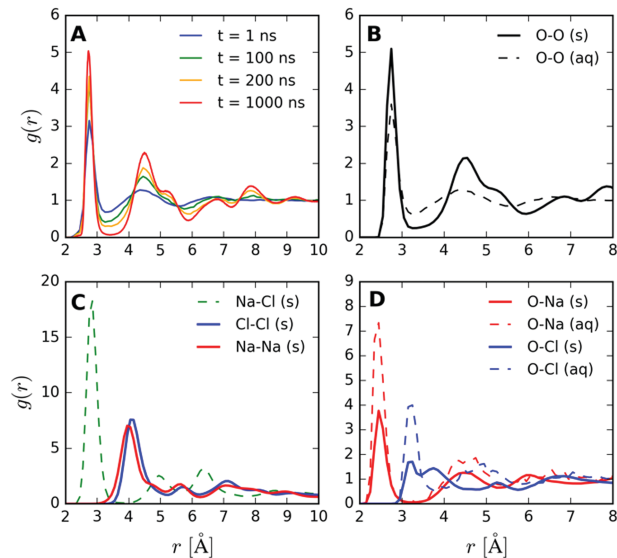 A
t = 1 ns
t = 100 ns
t = 200 ns
t = 1000 ns
g(r)
6
5
4
3
2
1
0
2 3 4 5 6 7 8 9 10
B
O-O (s)
O-O (aq)
6
5
4
3
2
1
0
2 3 4 5 6 7 8
C
Na-Cl (s)
Cl-Cl (s)
Na-Na (s)
g(r)
20
15
10
5
0
2 3 4 5 6 7 8 9 10
r [Å]
D
O-Na (s)
O-Na (aq)
O-Cl (s)
O-Cl (aq)
9
8
7
6
5
4
3
2
1
0
2 3 4 5 6 7 8
r [Å]